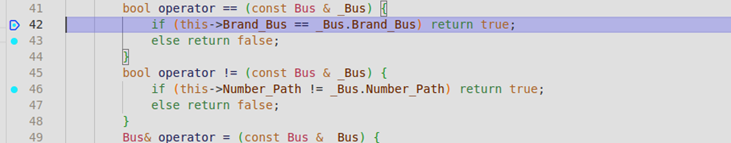 41 bool operator == (const Bus & _Bus) {
42 if (this->Brand_Bus == _Bus.Brand_Bus) return true;
43 else return false;
44 }
45 bool operator != (const Bus & _Bus) {
46 if (this->Number_Path != _Bus.Number_Path) return true;
47 else return false;
48 }
49 Bus& operator = (const Bus & _Bus) {